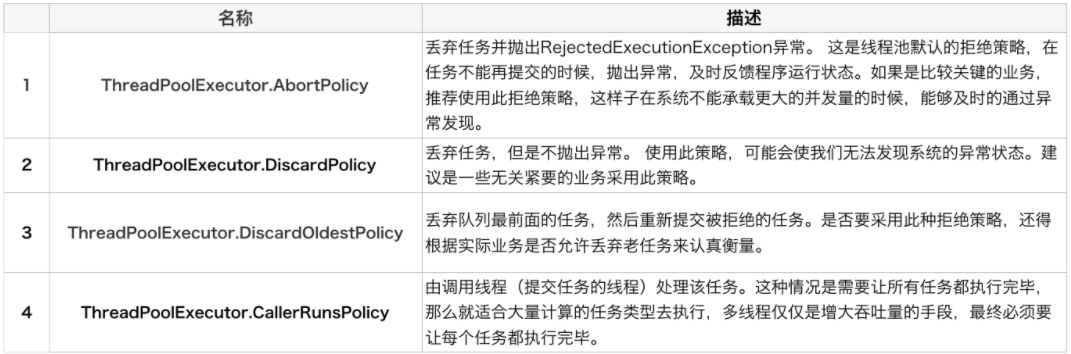 名称 描述
丢弃任务并抛出RejectedExecutionException异常。 这是线程池默认的拒绝策略，在
1 ThreadPoolExecutor.AbortPolicy 任务不能再提交的时候，抛出异常，及时反馈程序运行状态。如果是比较关键的业务，
推荐使用此拒绝策略，这样子在系统不能承载更大的并发量的时候，能够及时的通过异
常发现。
2 ThreadPoolExecutor.DiscardPolicy 丢弃任务，但是不抛出异常。 使用此策略，可能会使我们无法发现系统的异常状态。建
议是一些无关紧要的业务采用此策略。
3 ThreadPoolExecutor.DiscardOldestPolicy 丢弃队列最前面的任务，然后重新提交被拒绝的任务。是否要采用此种拒绝策略，还得
根据实际业务是否允许丢弃老任务来认真衡量。
由调用线程（提交任务的线程）处理该任务。这种情况是需要让所有任务都执行完毕，
4 ThreadPoolExecutor.CallerRunsPolicy 那么就适合大量计算的任务类型去执行，多线程仅仅是增大吞吐量的手段，最终必须要
让每个任务都执行完毕。